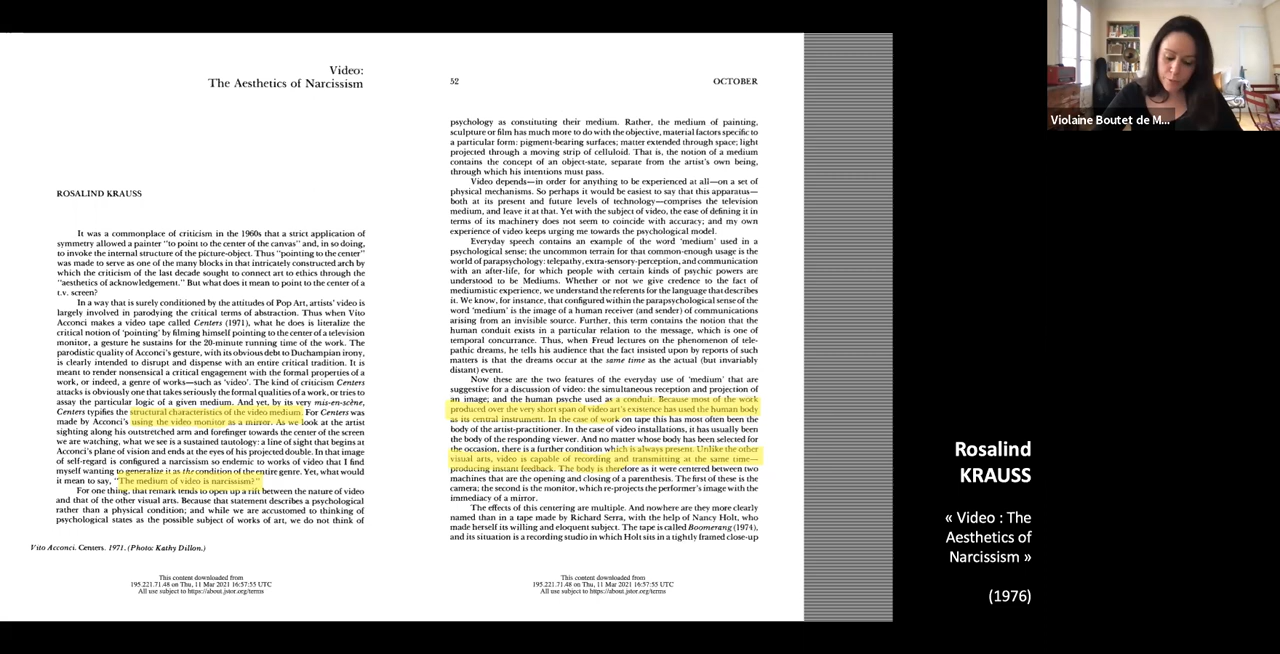 Video:
The Aesthetics of Narcissism
ROSALIND KRAUSS
It was a commonplace of criticism in the 1960s that a strict application of
symmetry allowed a painter "to point to the center of the canvas" and, in so doing,
to invoke the internal structure of the picture-object. Thus "pointing to the center"
was made to serve as one of the many blocks in that intricately constructed arch by
which the criticism of the last decade sought to connect art to ethics through the
"aesthetics of acknowledgement." But what does it mean to point to the center of a
t.v. screen?
In a way that is surely conditioned by the attitudes of Pop Art, artists' video is
largely involved in parodying the critical terms of abstraction. Thus when Vito
Acconci makes a video tape called Centers (1971), what he does is literalize the
critical notion of 'pointing' by filming himself pointing to the center of a television
monitor, a gesture he sustains for the 20-minute running time of the work. The
parodistic quality of Acconci's gesture, with its obvious debt to Duchampian irony,
is clearly intended to disrupt and dispense with an entire critical tradition. It is
meant to render nonsensical a critical engagement with the formal properties of a
work, or indeed, a genre of works—such as 'video'. The kind of criticism Centers
attacks is obviously one that takes seriously the formal qualities of a work, or tries to
assay the particular logic of a given medium. And yet, by its very mis-en-scène,
Centers typifies the structural characteristics of the video medium. For Centers was
made by Acconci's using the video monitor as a mirror. As we look at the artist
sighting along his outstretched arm and forefinger towards the center of the screen
we are watching, what we see is a sustained tautology: a line of sight that begins at
Acconci's plane of vision and ends at the eyes of his projected double. In that image
of self-regard is configured a narcissism so endemic to works of video that I find
myself wanting to generalize it as the condition of the entire genre. Yet, what would
it mean to say, "The medium of video is narcissism?"
For one thing, that remark tends to open up a rift between the nature of video
and that of the other visual arts. Because that statement describes a psychological
rather than a physical condition; and while we are accustomed to thinking of
psychological states as the possible subject of works of art, we do not think of
Vito Acconci. Centers. 1971. (Photo: Kathy Dillon.)
This content downloaded from
195.221.71.48 on Thu, 11 Mar 2021 16:57:55 UTC
All use subject to https://about.jstor.org/terms
52
OCTOBER
psychology as constituting their medium. Rather, the medium of painting,
sculpture or film has much more to do with the objective, material factors specific to
a particular form: pigment-bearing surfaces; matter extended through space; light
projected through a moving strip of celluloid. That is, the notion of a medium
contains the concept of an object-state, separate from the artist's own being,
through which his intentions must pass.
Video depends—in order for anything to be experienced at all—on a set of
physical mechanisms. So perhaps it would be easiest to say that this apparatus—
both at its present and future levels of technology—comprises the television
medium, and leave it at that. Yet with the subject of video, the ease of defining it in
terms of its machinery does not seem to coincide with accuracy; and my own
experience of video keeps urging me towards the psychological model.
Everyday speech contains an example of the word 'medium' used in a
psychological sense; the uncommon terrain for that common-enough usage is the
world of parapsychology: telepathy, extra-sensory-perception, and communication
with an after-life, for which people with certain kinds of psychic powers are
understood to be Mediums. Whether or not we give credence to the fact of
mediumistic experience, we understand the referents for the language that describes
it. We know, for instance, that configured within the parapsychological sense of the
word 'medium' is the image of a human receiver (and sender) of communications
arising from an invisible source. Further, this term contains the notion that the
human conduit exists in a particular relation to the message, which is one of
temporal concurrence. Thus, when Freud lectures on the phenomenon of tele-
pathic dreams, he tells his audience that the fact insisted upon by reports of such
matters is that the dreams occur at the same time as the actual (but invariably
distant) event.
Now these are the two features of the everyday use of 'medium' that are
suggestive for a discussion of video: the simultaneous reception and projection of
an image; and the human psyche used as a conduit. Because most of the work
produced over the very short span of video art's existence has used the human body
as its central instrument. In the case of work on tape this has most often been the
body of the artist-practitioner. In the case of video installations, it has usually been
the body of the responding viewer. And no matter whose body has been selected for
the occasion, there is a further condition which is always present. Unlike the other
visual arts, video is capable of recording and transmitting at the same time—
producing instant feedback. The body is therefore as it were centered between two
machines that are the opening and closing of a parenthesis. The first of these is the
camera; the second is the monitor, which re-projects the performer's image with the
immediacy of a mirror.
The effects of this centering are multiple. And nowhere are they more clearly
named than in a tape made by Richard Serra, with the help of Nancy Holt, who
made herself its willing and eloquent subject. The tape is called Boomerang (1974),
and its situation is a recording studio in which Holt sits in a tightly framed close-up
This content downloaded from
195.221.71.48 on Thu, 11 Mar 2021 16:57:55 UTC
All use subject to https://about.jstor.org/terms
Violaine Boutet de M...
Rosalind
KRAUSS
« Video : The
Aesthetics of
Narcissism »
(1976)